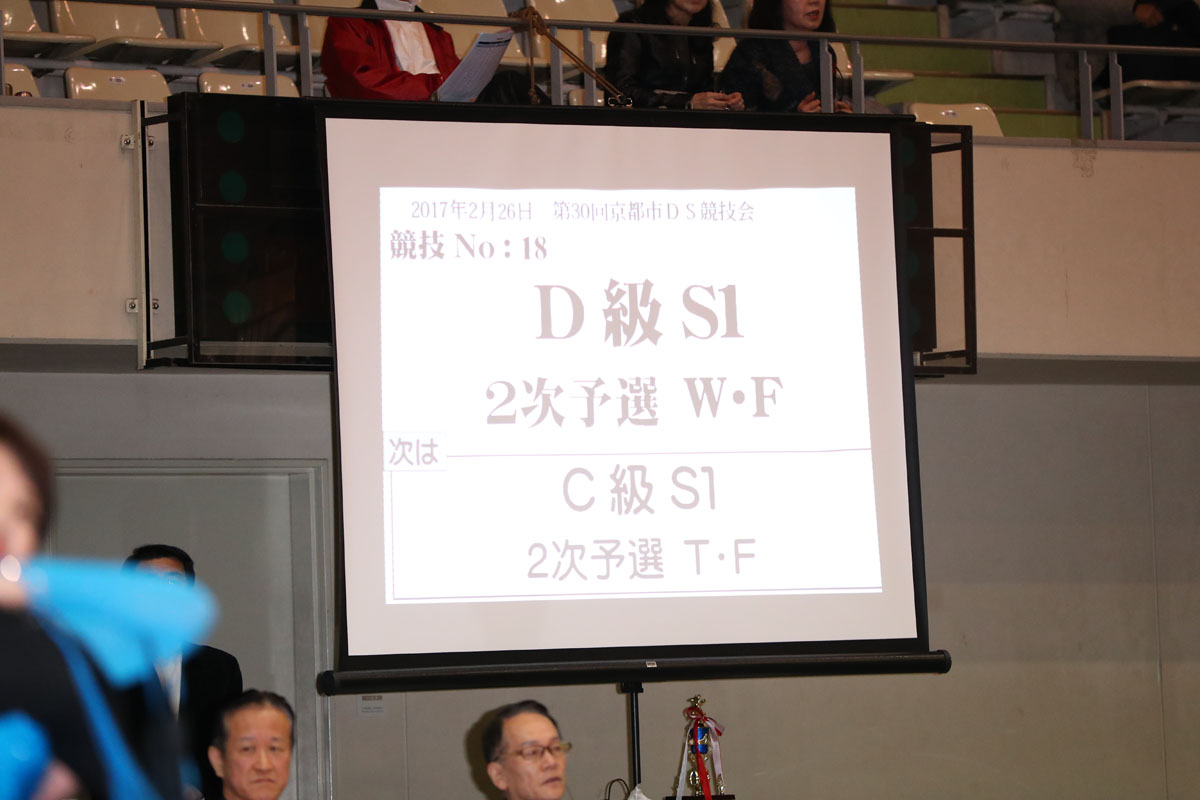 2017年2月26日　第30回京都市ＤＳ競技会
競技 No：18
D 級 S1
2次予選 W・F
次は
C 級 S1
2次予選 T・F